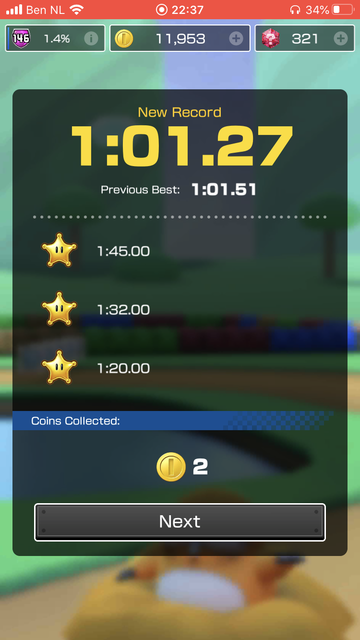 Ben NL 22:37 34%
146 1.4% i 11,953 + 321 +
New Record
1:01.27
Previous Best: 1:01.51
1:45.00
1:32.00
1:20.00
Coins Collected:
2
Next